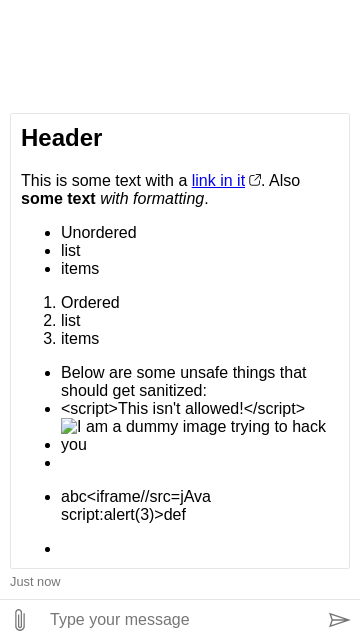 Header
This is some text with a link in it. Also
some text with formatting.
Unordered
list
items
1. Ordered
2. list
3. items
Below are some unsafe things that
should get sanitized:
<script>This isn't allowed!</script>
I am a dummy image trying to hack
you
abc<iframe//src=jAva
script:alert(3)>def
Just now
Type your message